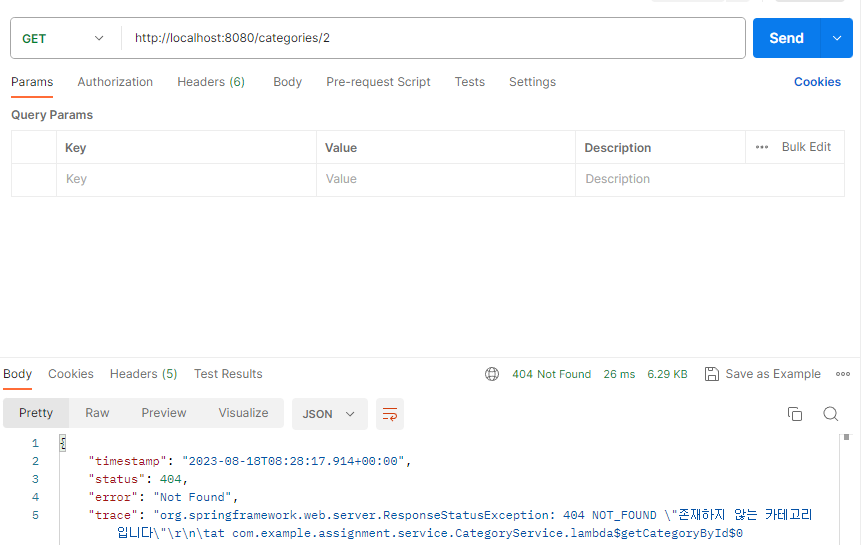 GET http://localhost:8080/categories/2 Send
Params Authorization Headers (6) Body Pre-request Script Tests Settings Cookies
Query Params
Key Value Description ••• Bulk Edit
Key Value Description
Body Cookies Headers (5) Test Results 404 Not Found 26 ms 6.29 KB Save as Example •••
Pretty Raw Preview Visualize JSON
1 {
2 "timestamp": "2023-08-18T08:28:17.914+00:00",
3 "status": 404,
4 "error": "Not Found",
5 "trace": "org.springframework.web.server.ResponseStatusException: 404 NOT_FOUND \"존재하지 않는 카테고리
입니다\"\r\n\tat com.example.assignment.service.CategoryService.lambda$getCategoryById$0